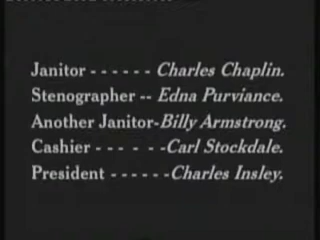 Janitor - - - - - - Charles Chaplin.
Stenographer -- Edna Purviance.
Another Janitor-Billy Armstrong.
Cashier - - - - -Carl Stockdale.
President - - - - - -Charles Insley.